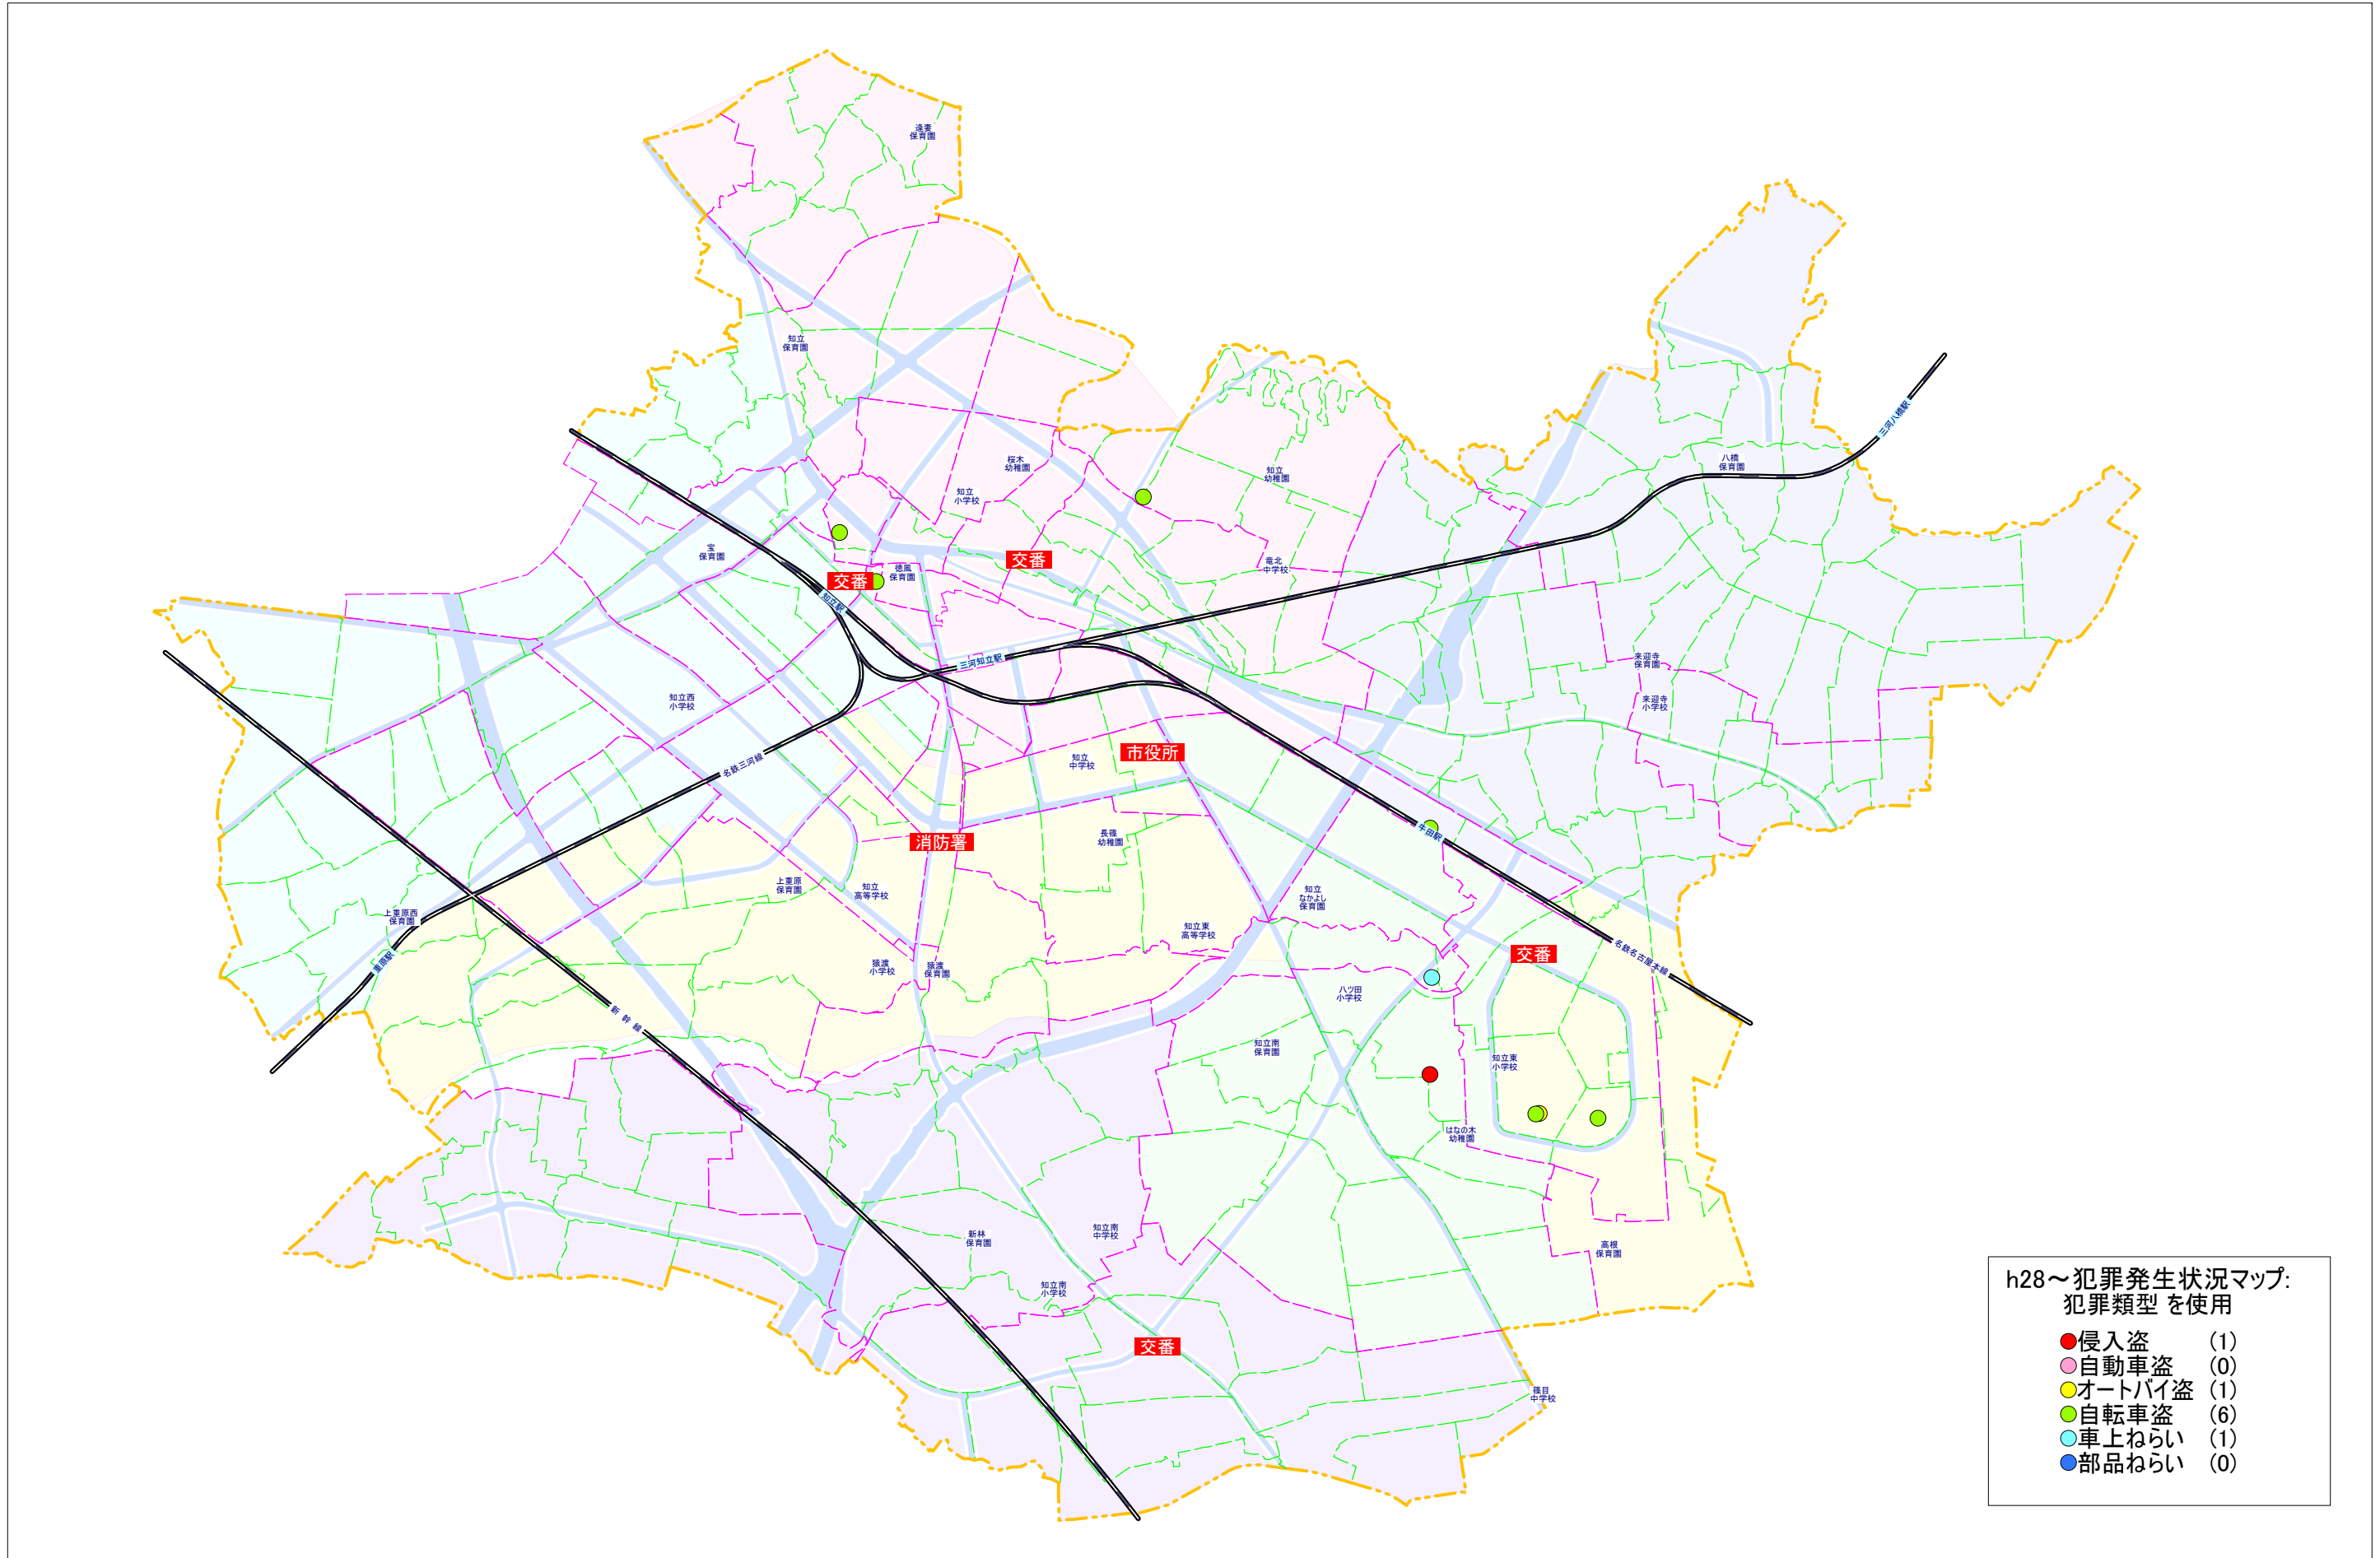 逢妻
保育園
知立
保育園
三河八橋駅
八橋
保育園
桜木
幼稚園
知立
幼稚園
知立
小学校
宝
保育園
交番
竜北
中学校
徳風
保育園
交番
知立駅
三河知立駅
来迎寺
保育園
来迎寺
小学校
知立西
小学校
名鉄三河線
知立
中学校
市役所
牛田駅
長篠
幼稚園
消防署
上重原
保育園
知立
高等学校
知立
なかよし
保育園
上重原西
保育園
知立東
高等学校
重原駅
猿渡
小学校
猿渡
保育園
交番
名鉄名古屋本線
八ツ田
小学校
新幹線
知立南
保育園
知立東
小学校
はなの木
幼稚園
知立南
中学校
新林
保育園
高根
保育園
知立南
小学校
交番
篠目
中学校
h28～犯罪発生状況マップ:
犯罪類型 を使用
侵入盗 (1)
自動車盗 (0)
オートバイ盗 (1)
自転車盗 (6)
車上ねらい (1)
部品ねらい (0)